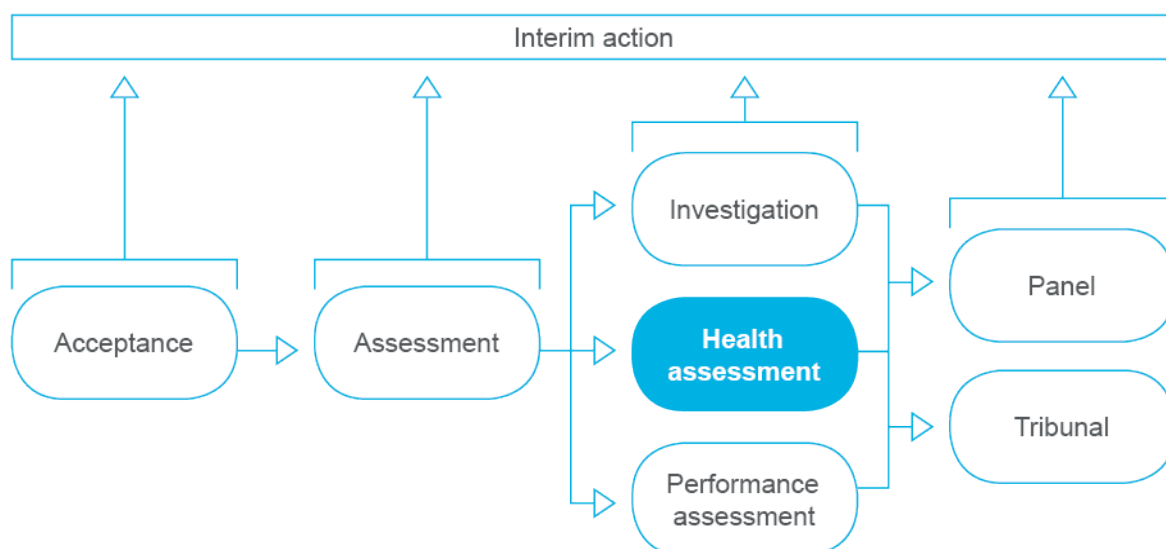 Interim action
Acceptance
Assessment
Investigation
Health
assessment
Performance
assessment
Panel
Tribunal